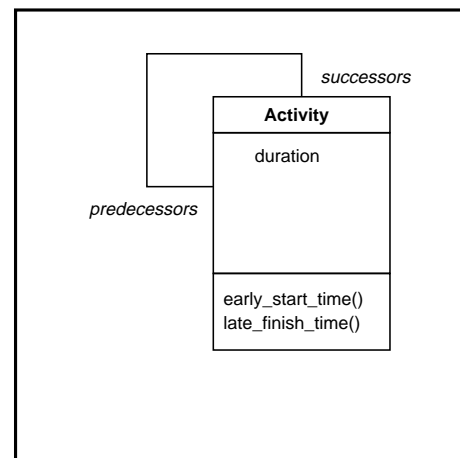 successors
Activity
duration
predecessors
early_start_time()
late_finish_time()